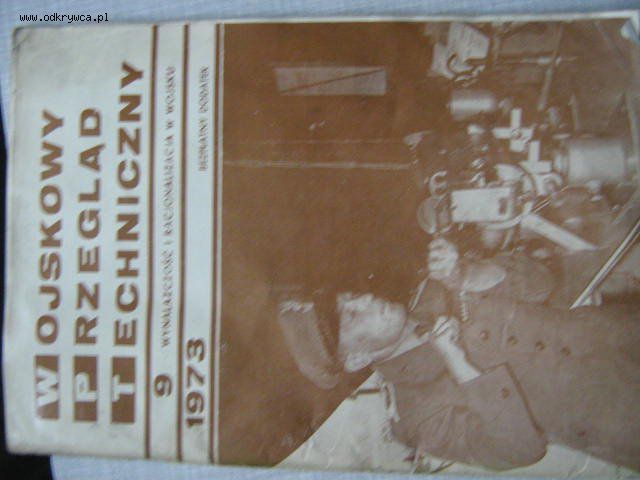 www.odkrywca.pl
WOJSKOWY
PRZEGLĄD
TECHNICZNY
9 WYNALAZCZOŚĆ I RACJONALIZACJA W WOJSKU
1973 BEZPŁATNY DODATEK